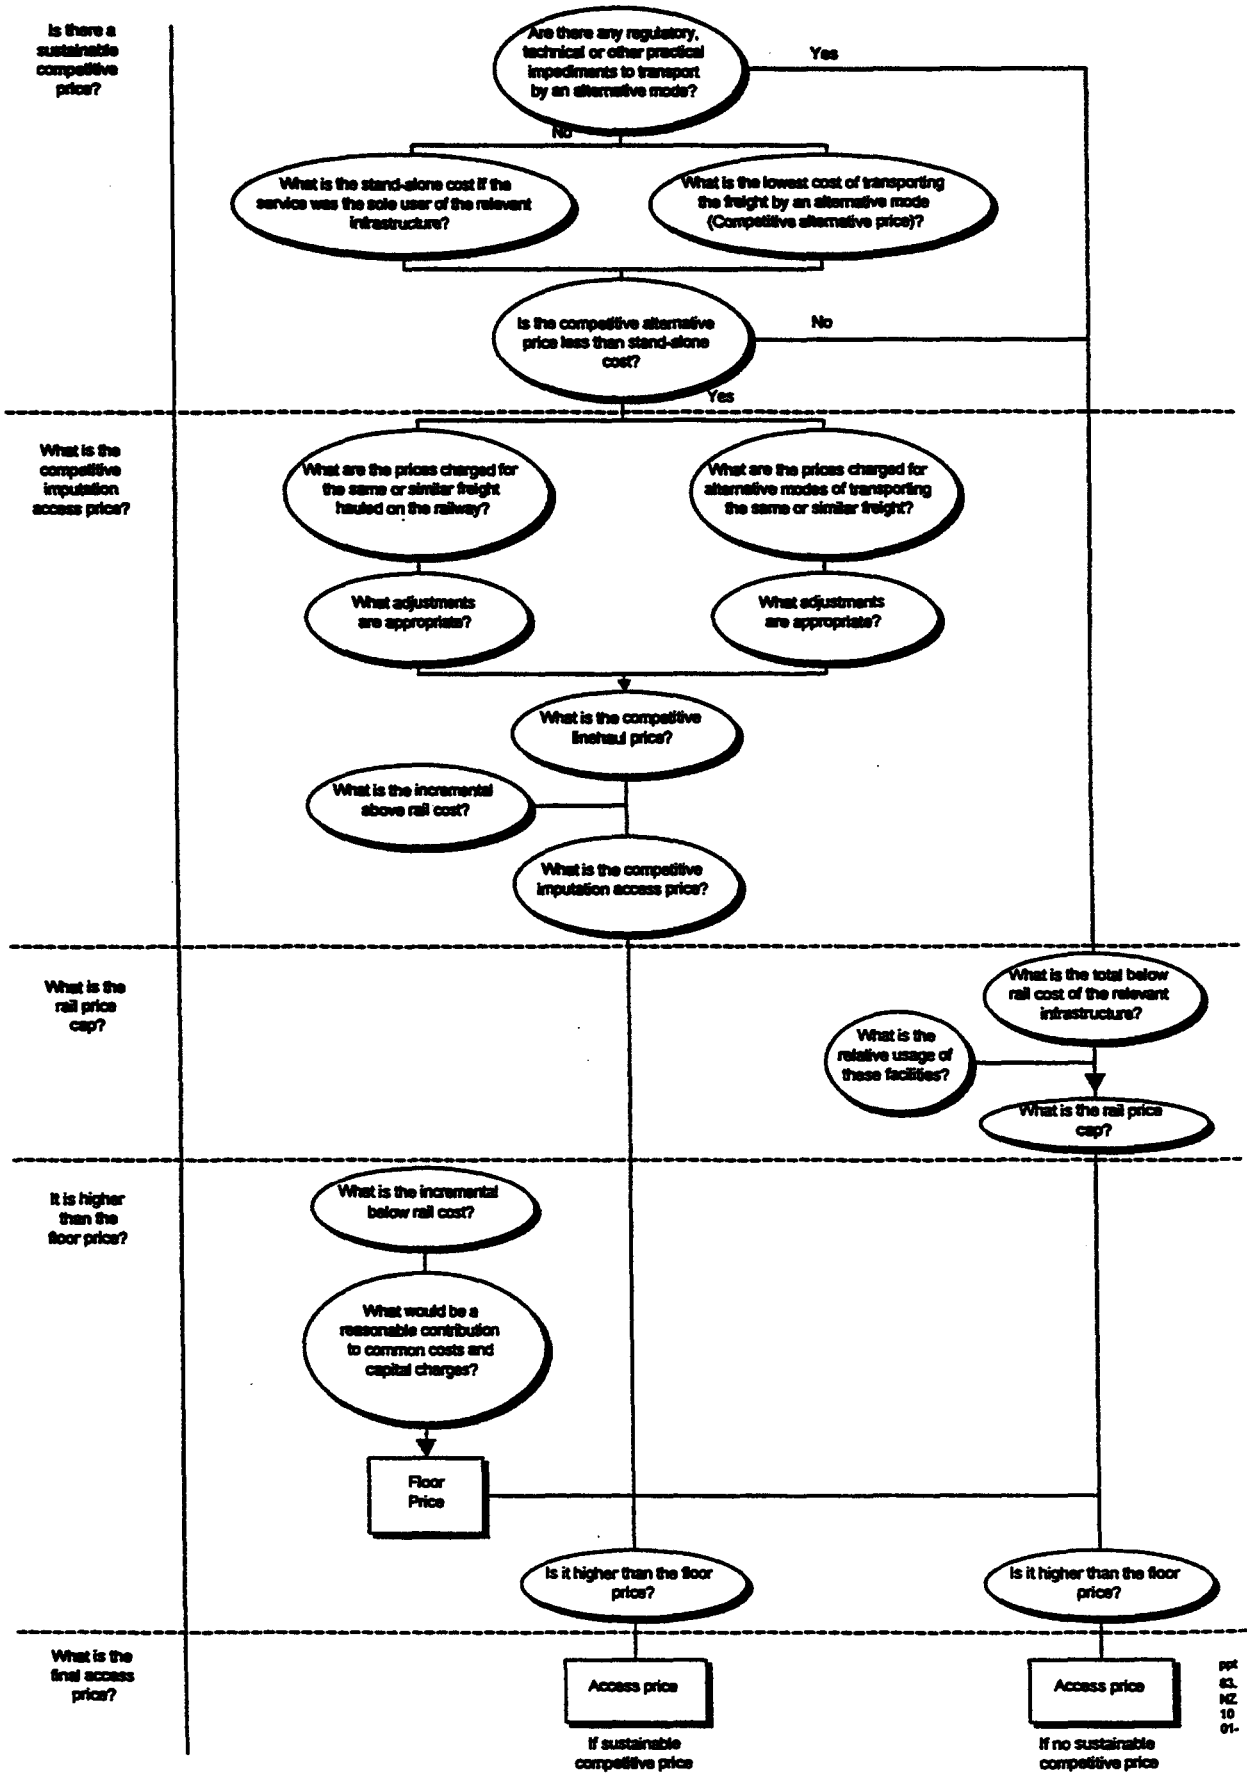 Is there a
sustainable
competitive
price?
Are there any regulatory,
technical or other practical
impediments to transport
by an alternative mode?
Yes
No
What is the stand-alone cost if the
service was the sole user of the relevant
infrastructure?
What is the lowest cost of transporting
the freight by an alternative mode
(Competitive alternative price)?
Is the competitive alternative
price less than stand-alone
cost?
No
Yes
What is the
competitive
imputation
access price?
What are the prices charged for
the same or similar freight
hauled on the railway?
What are the prices charged for
alternative modes of transporting
the same or similar freight?
What adjustments
are appropriate?
What adjustments
are appropriate?
What is the competitive
linehaul price?
What is the incremental
above rail cost?
What is the competitive
imputation access price?
What is the
rail price
cap?
What is the total below
rail cost of the relevant
infrastructure?
What is the
relative usage of
these facilities?
What is the rail price
cap?
It is higher
than the
floor price?
What is the incremental
below rail cost?
What would be a
reasonable contribution
to common costs and
capital charges?
Floor
Price
Is it higher than the floor
price?
Is it higher than the floor
price?
What is the
final access
price?
Access price
If sustainable
competitive price
Access price
If no sustainable
competitive price
ppt
83.
NZ
10
01-